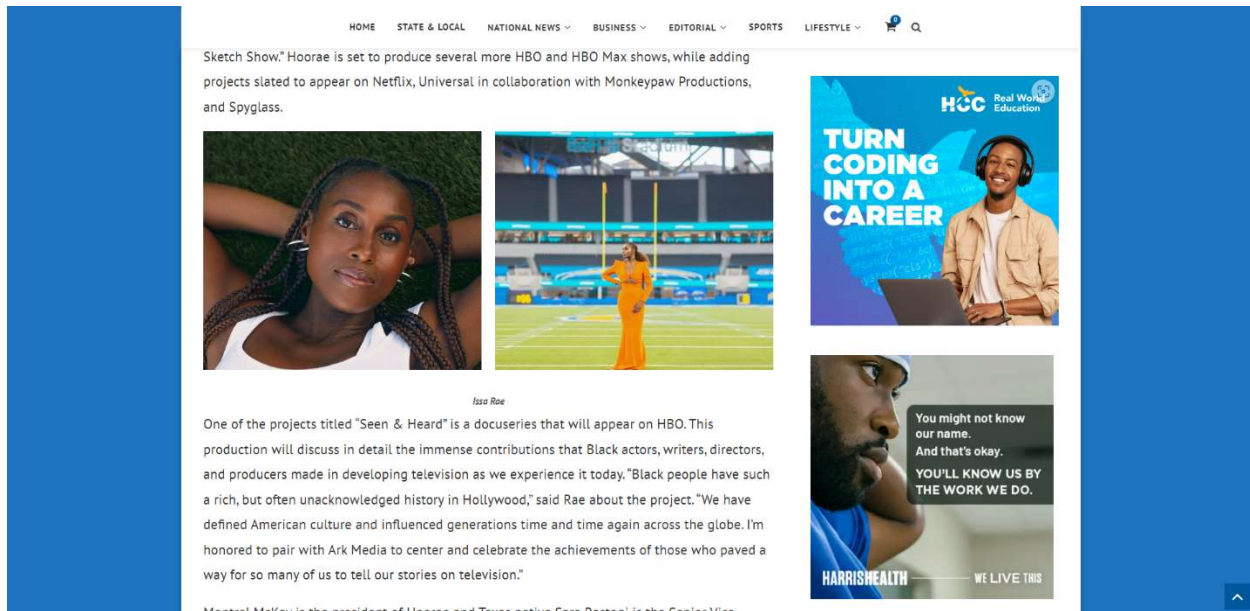 HOME STATE & LOCAL NATIONAL NEWS BUSINESS EDITORIAL SPORTS LIFESTYLE 0
Sketch Show.” Hoorae is set to produce several more HBO and HBO Max shows, while adding
projects slated to appear on Netflix, Universal in collaboration with Monkeypaw Productions,
and Spyglass.
Issa Rae
One of the projects titled “Seen & Heard” is a docuseries that will appear on HBO. This
production will discuss in detail the immense contributions that Black actors, writers, directors,
and producers made in developing television as we experience it today. “Black people have such
a rich, but often unacknowledged history in Hollywood,” said Rae about the project. “We have
defined American culture and influenced generations time and time again across the globe. I’m
honored to pair with Ark Media to center and celebrate the achievements of those who paved a
way for so many of us to tell our stories on television.”
HCC Real World
Education
TURN
CODING
INTO A
CAREER
You might not know
our name.
And that’s okay.
YOU’LL KNOW US BY
THE WORK WE DO.
HARRISHEALTH WE LIVE THIS